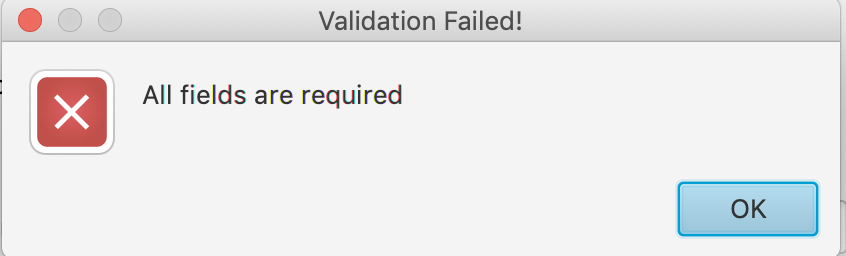 Validation Failed!
All fields are required
OK